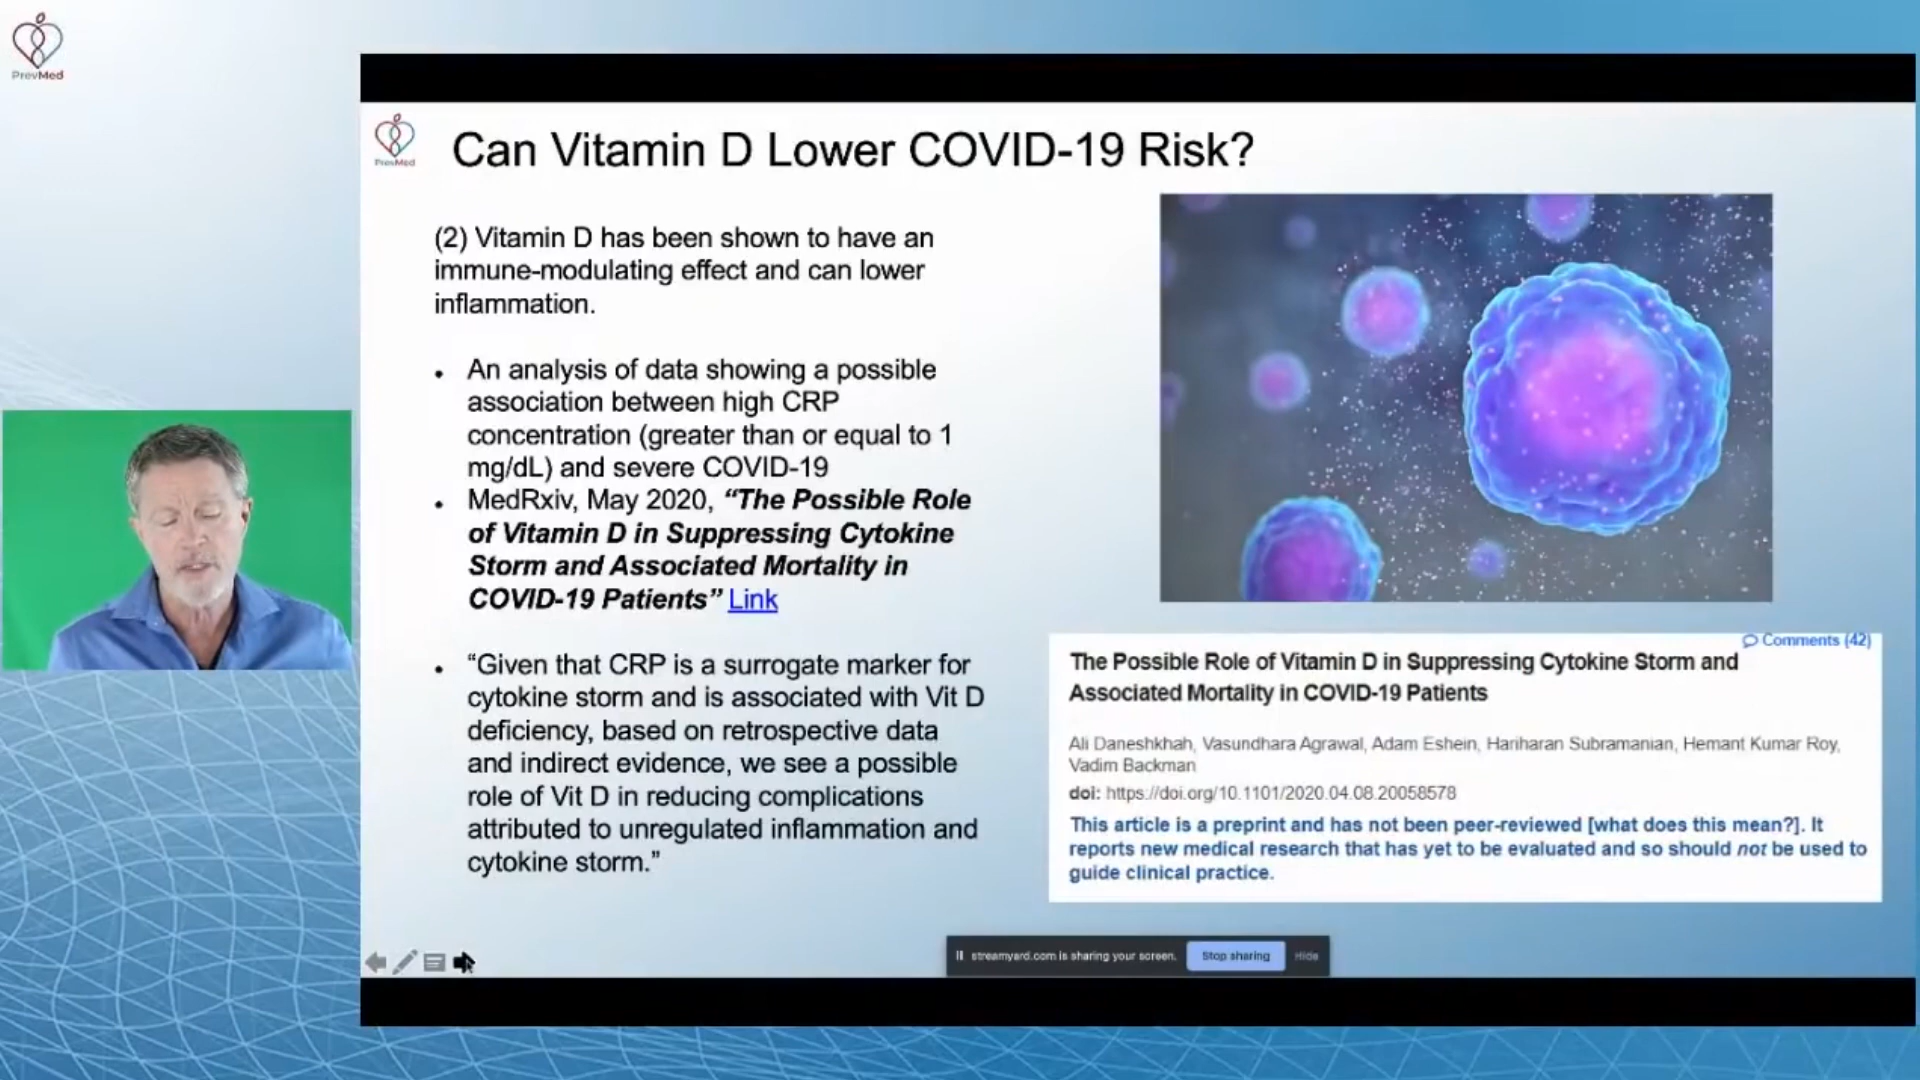 PrevMed
PrevMed
Can Vitamin D Lower COVID-19 Risk?
(2) Vitamin D has been shown to have an
immune-modulating effect and can lower
inflammation.
• An analysis of data showing a possible
association between high CRP
concentration (greater than or equal to 1
mg/dL) and severe COVID-19
• MedRxiv, May 2020, “The Possible Role
of Vitamin D in Suppressing Cytokine
Storm and Associated Mortality in
COVID-19 Patients” Link
• “Given that CRP is a surrogate marker for
cytokine storm and is associated with Vit D
deficiency, based on retrospective data
and indirect evidence, we see a possible
role of Vit D in reducing complications
attributed to unregulated inflammation and
cytokine storm.”
Comments (42)
The Possible Role of Vitamin D in Suppressing Cytokine Storm and
Associated Mortality in COVID-19 Patients
Ali Daneshkhah, Vasundhara Agrawal, Adam Eshein, Hariharan Subramanian, Hemant Kumar Roy,
Vadim Backman
doi: https://doi.org/10.1101/2020.04.08.20058578
This article is a preprint and has not been peer-reviewed [what does this mean?]. It
reports new medical research that has yet to be evaluated and so should not be used to
guide clinical practice.
streamyard.com is sharing your screen. Stop sharing Hide